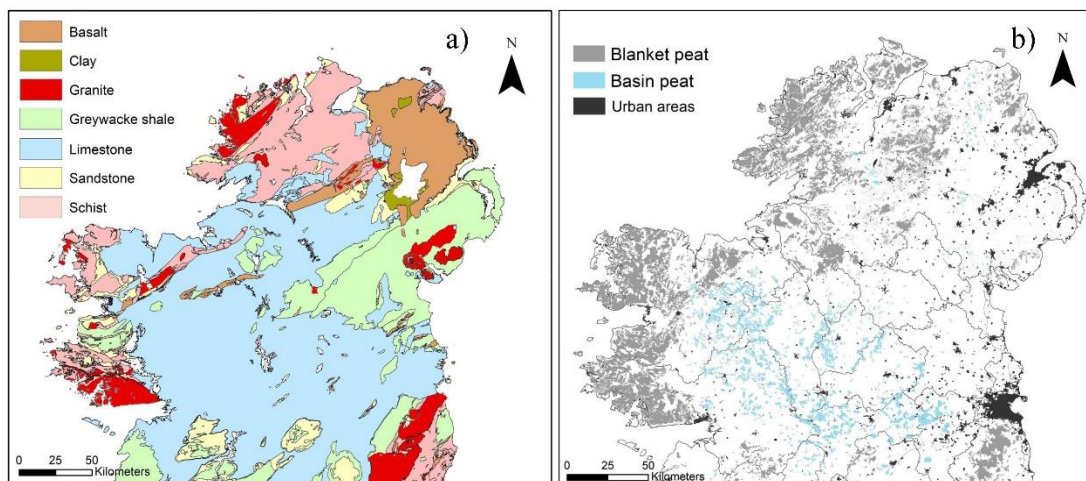 a)
N
Basalt
Clay
Granite
Greywacke shale
Limestone
Sandstone
Schist
0 25 50
Kilometers
b)
N
Blanket peat
Basin peat
Urban areas
0 25 50
Kilometers